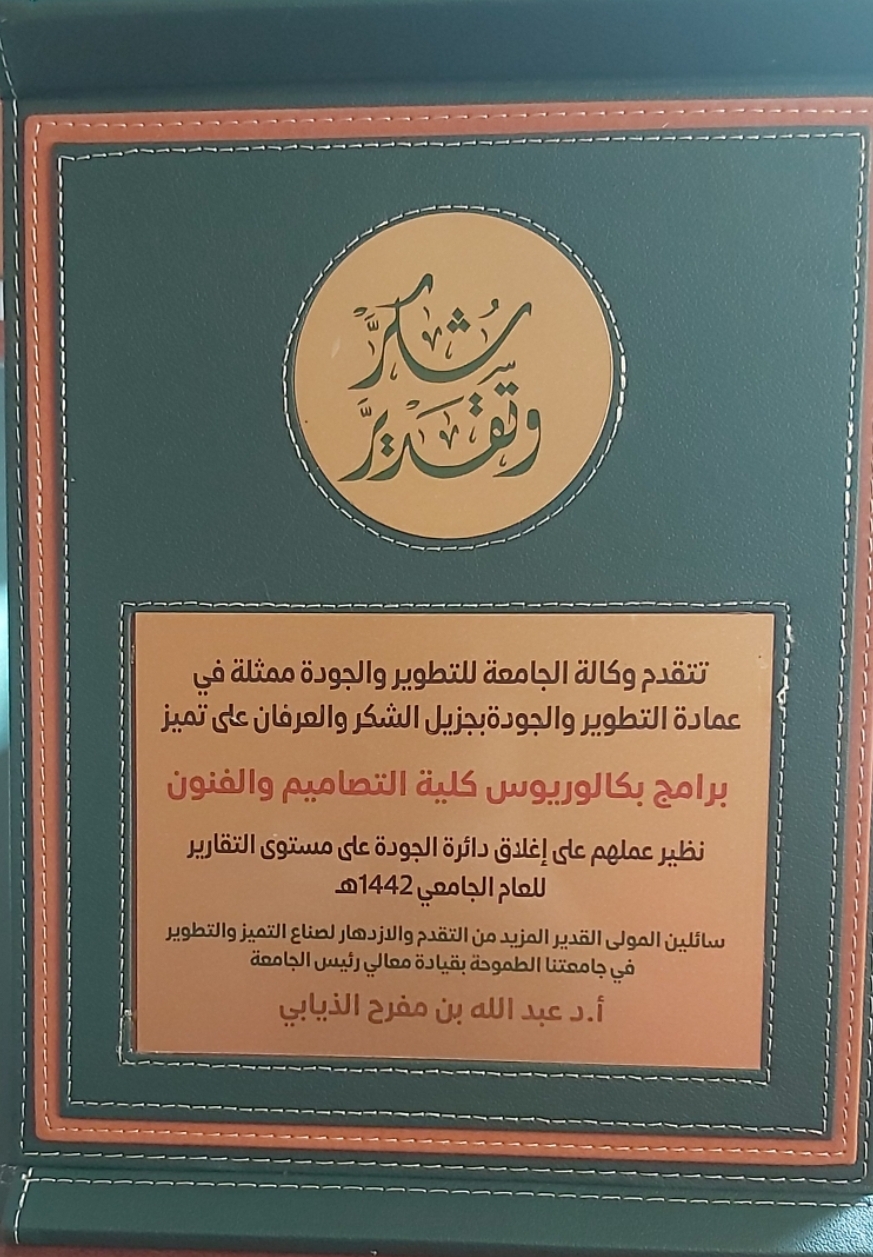 شكر
وتقدير
تتقدم وكالة الجامعة للتطوير والجودة ممثلة في
عمادة التطوير والجودةبجزيل الشكر والعرفان على تميز
برامج بكالوريوس كلية التصاميم والفنون
نظير عملهم على إغلاق دائرة الجودة على مستوى التقارير
للعام الجامعي 1442هـ
سائلين المولى القدير المزيد من التقدم والازدهار لصناع التميز والتطوير
في جامعتنا الطموحة بقيادة معالي رئيس الجامعة
أ.د عبد الله بن مفرح الذيابي